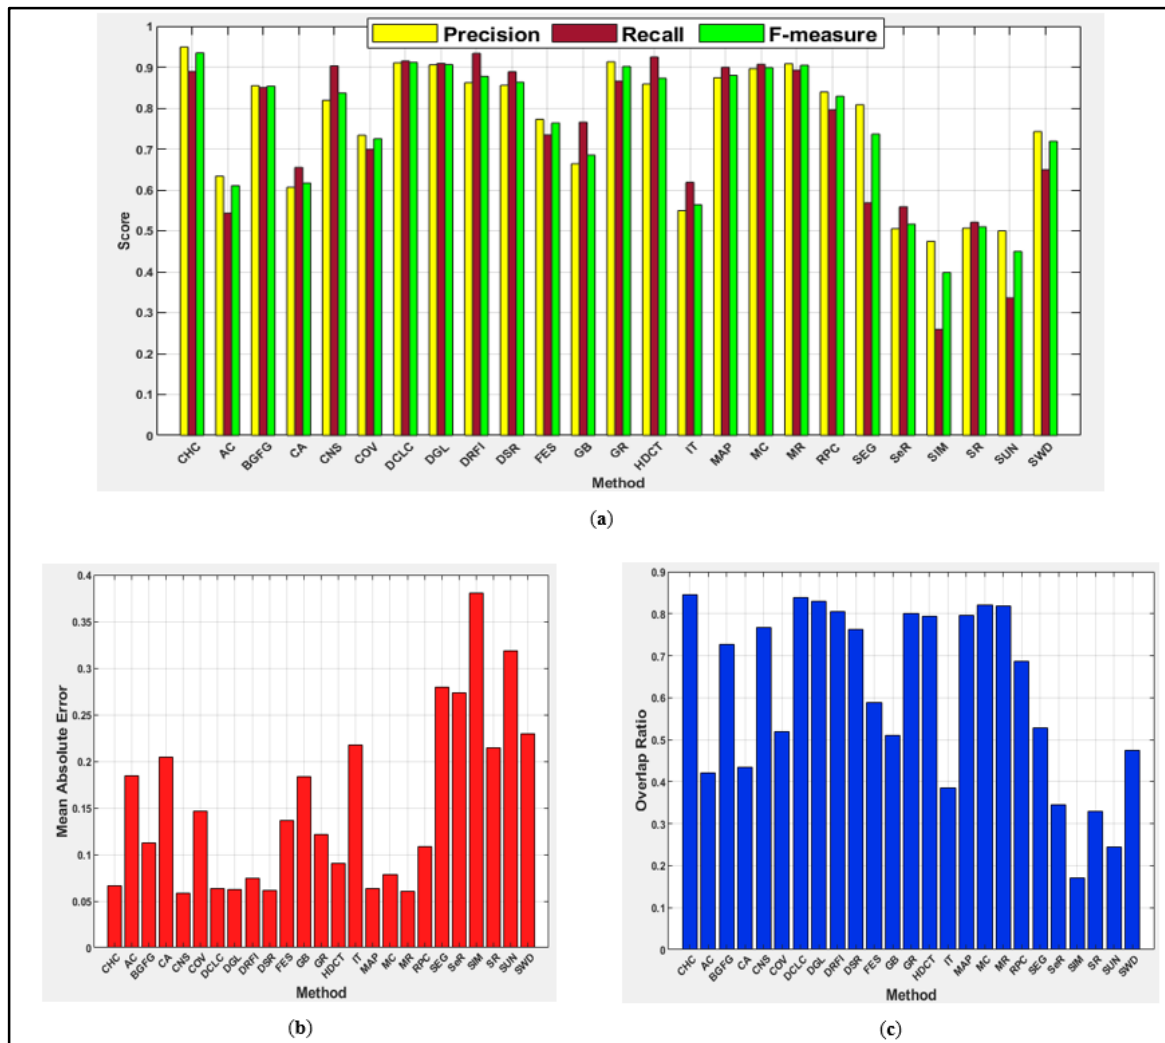 Precision Recall F-measure
1
0.9
0.8
0.7
0.6
0.5
0.4
0.3
0.2
0.1
0
Score
CHC AC BGFG CA CNS COV DCLC DGL DRFI DSR FES GB GR HDCT IT MAP MC MR RPC SEG SeR SIM SR SUN SWD
Method
(a)
0.4
0.35
0.3
0.25
0.2
0.15
0.1
0.05
0
Mean Absolute Error
CHC AC BGFG CA CNS COV DCLC DGL DRFI DSR FES GB GR HDCT IT MAP MC MR RPC SEG SeR SIM SR SUN SWD
Method
(b)
0.9
0.8
0.7
0.6
0.5
0.4
0.3
0.2
0.1
0
Overlap Ratio
CHC AC BGFG CA CNS COV DCLC DGL DRFI DSR FES GB GR HDCT IT MAP MC MR RPC SEG SeR SIM SR SUN SWD
Method
(c)